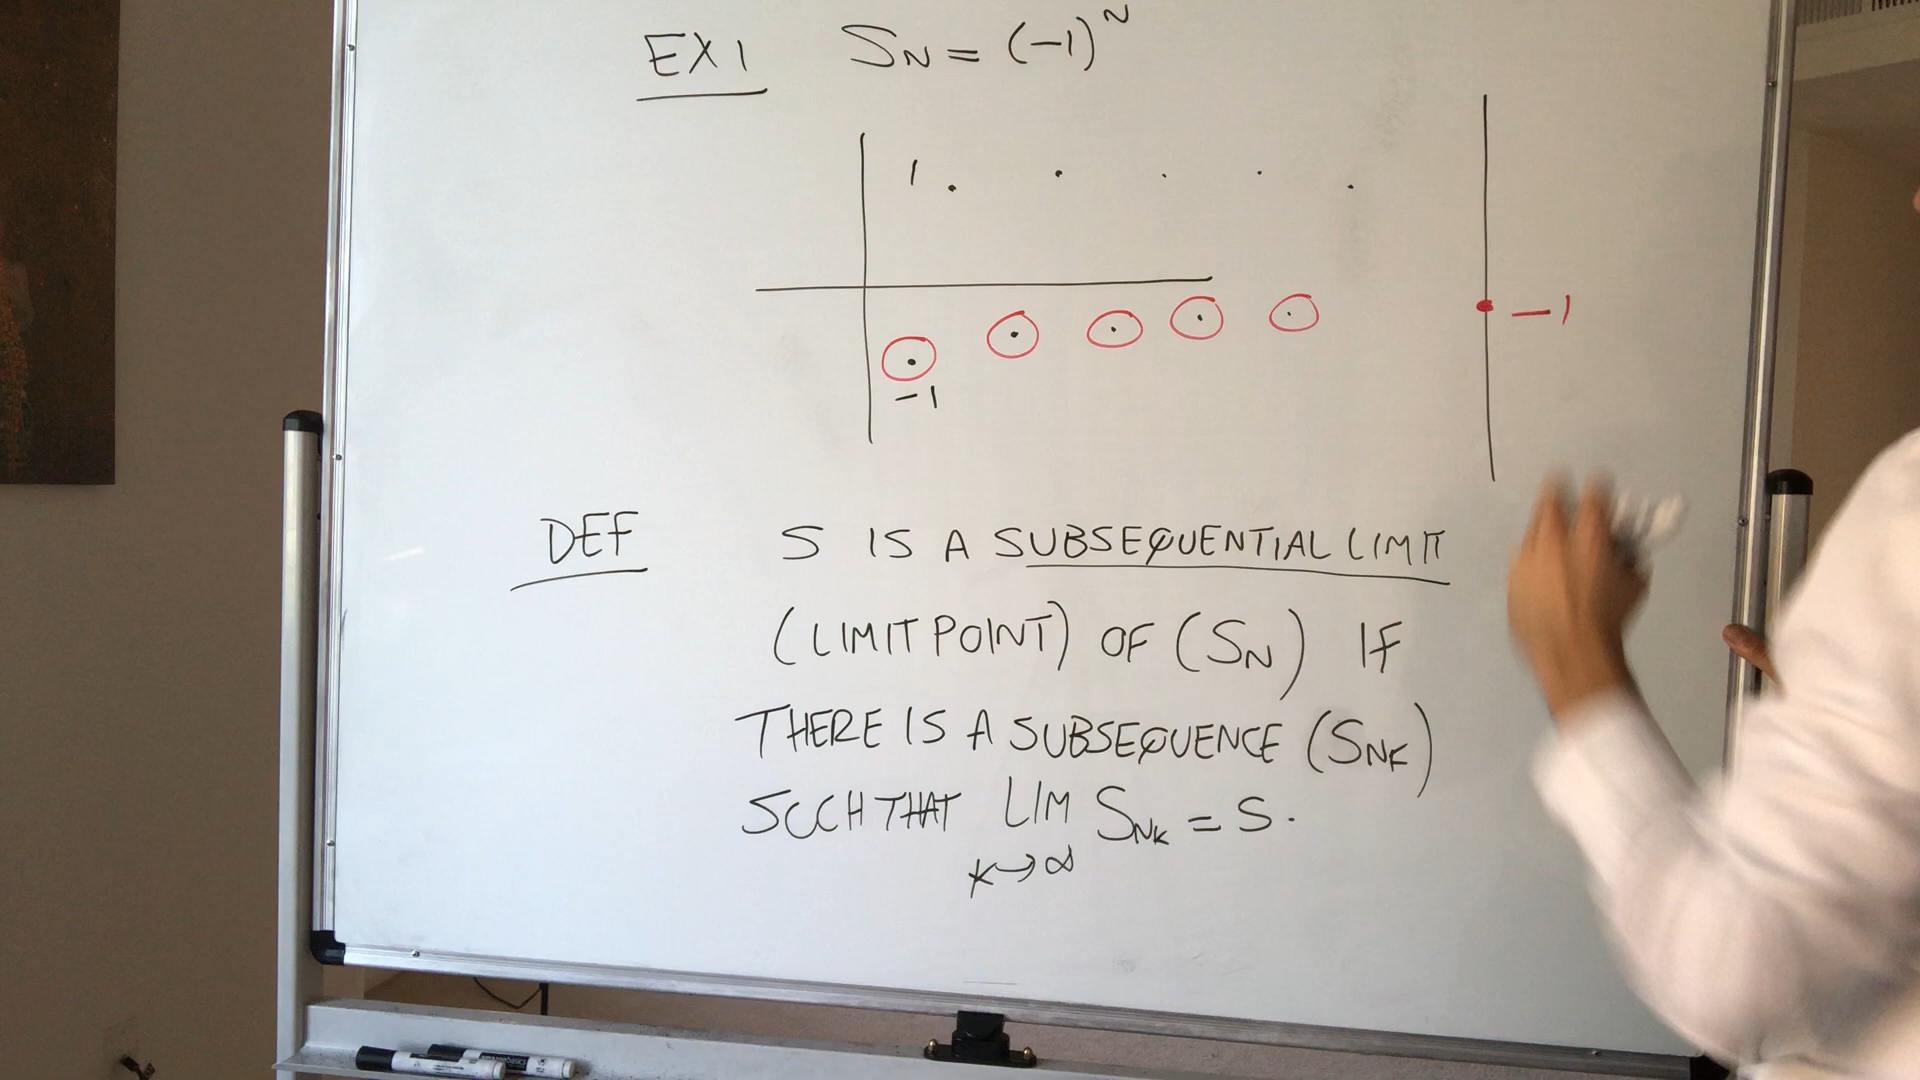 EX 1 SN = (-1)^N
1
-1
-1
DEF S IS A SUBSEQUENTIAL LIMIT
(LIMIT POINT) OF (SN) IF
THERE IS A SUBSEQUENCE (SNK)
SUCH THAT LIM SNK = S.
K→∞